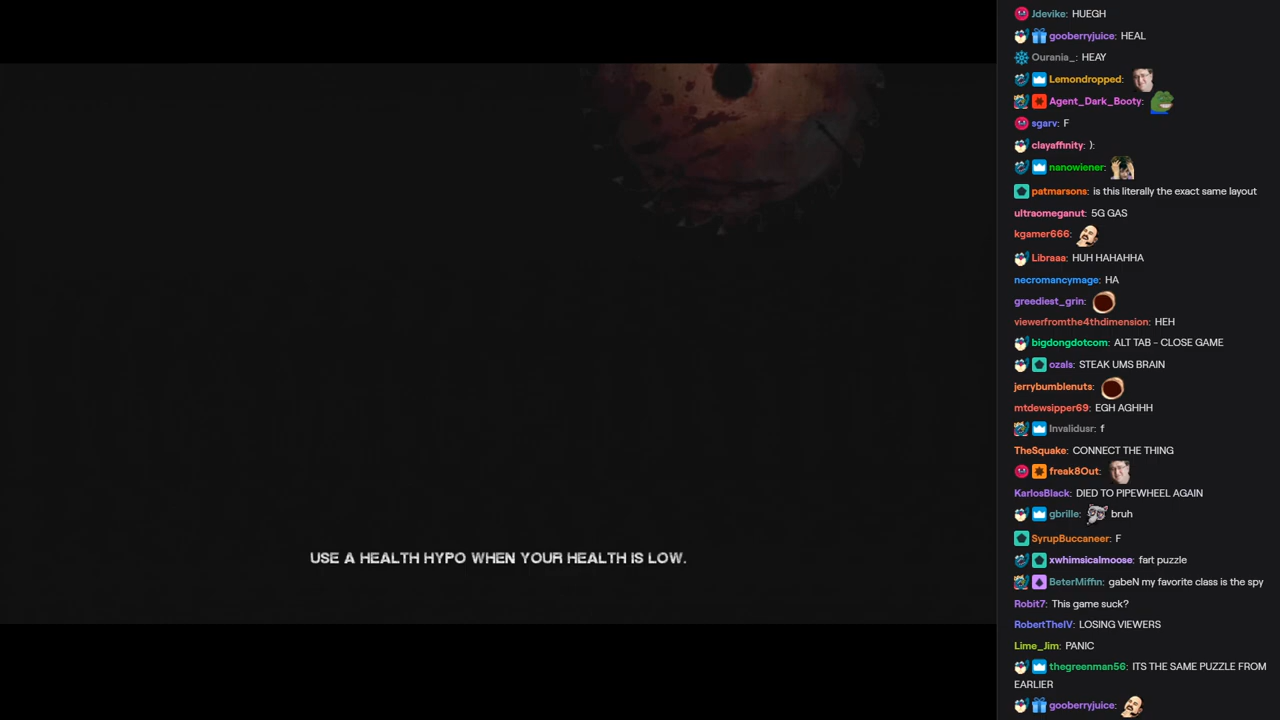 USE A HEALTH HYPO WHEN YOUR HEALTH IS LOW.
Jdevike: HUEGH
gooberryjuice: HEAL
Ourania_: HEAY
Lemondropped:
Agent_Dark_Booty:
sgarv: F
clayaffinity: ):
nanowiener:
patmarsons: is this literally the exact same layout
ultraomeganut: 5G GAS
kgamer666:
Libraaa: HUH HAHAHHA
necromancymage: HA
greediest_grin:
viewerfromthe4thdimension: HEH
bigdongdotcom: ALT TAB - CLOSE GAME
ozals: STEAK UMS BRAIN
jerrybumblenuts:
mtdewsipper69: EGH AGHHH
Invalidusr: f
TheSquake: CONNECT THE THING
freak8Out:
KarlosBlack: DIED TO PIPEWHEEL AGAIN
gbrille: bruh
SyrupBuccaneer: F
xwhimsicalmoose: fart puzzle
BeterMiffin: gabeN my favorite class is the spy
Robit7: This game suck?
RobertTheIV: LOSING VIEWERS
Lime_Jim: PANIC
thegreenman56: ITS THE SAME PUZZLE FROM
EARLIER
gooberryjuice: